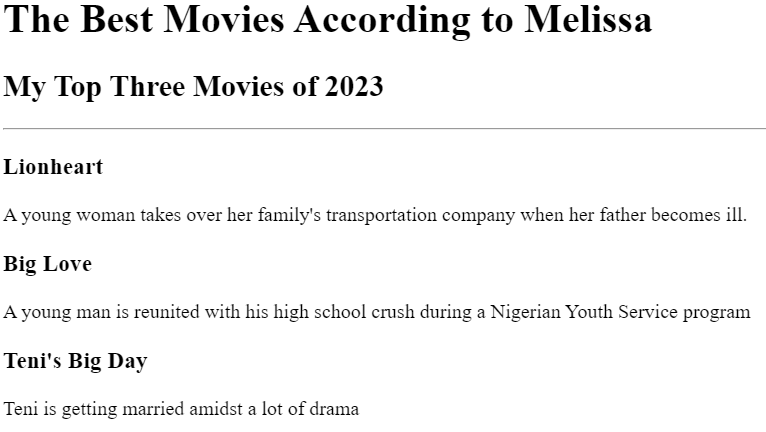 The Best Movies According to Melissa
My Top Three Movies of 2023
Lionheart
A young woman takes over her family's transportation company when her father becomes ill.
Big Love
A young man is reunited with his high school crush during a Nigerian Youth Service program
Teni's Big Day
Teni is getting married amidst a lot of drama